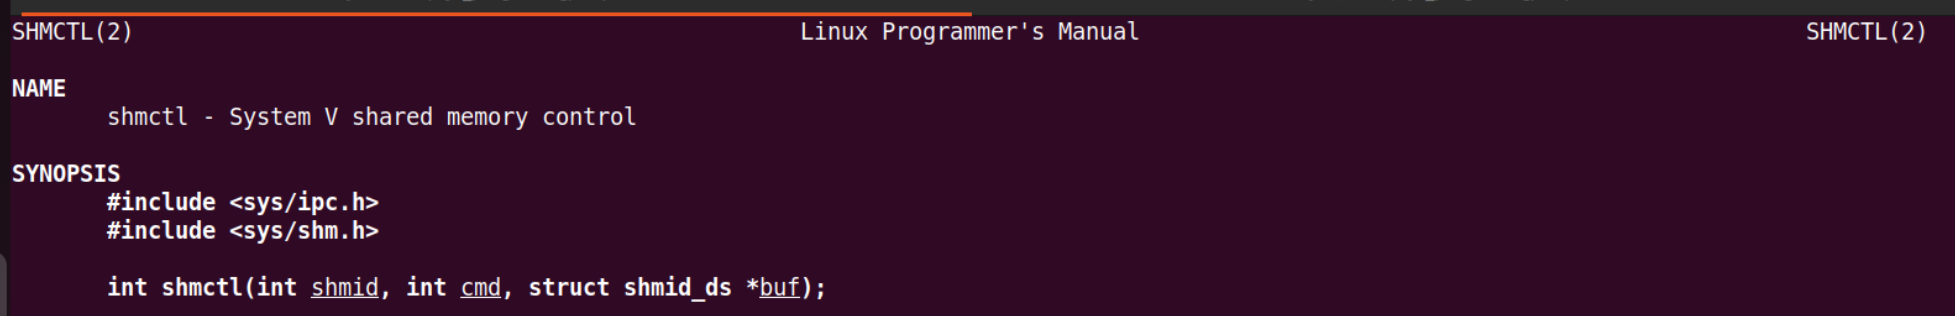 SHMCTL(2) Linux Programmer's Manual SHMCTL(2)
NAME
shmctl - System V shared memory control
SYNOPSIS
#include <sys/ipc.h>
#include <sys/shm.h>
int shmctl(int shmid, int cmd, struct shmid_ds *buf);